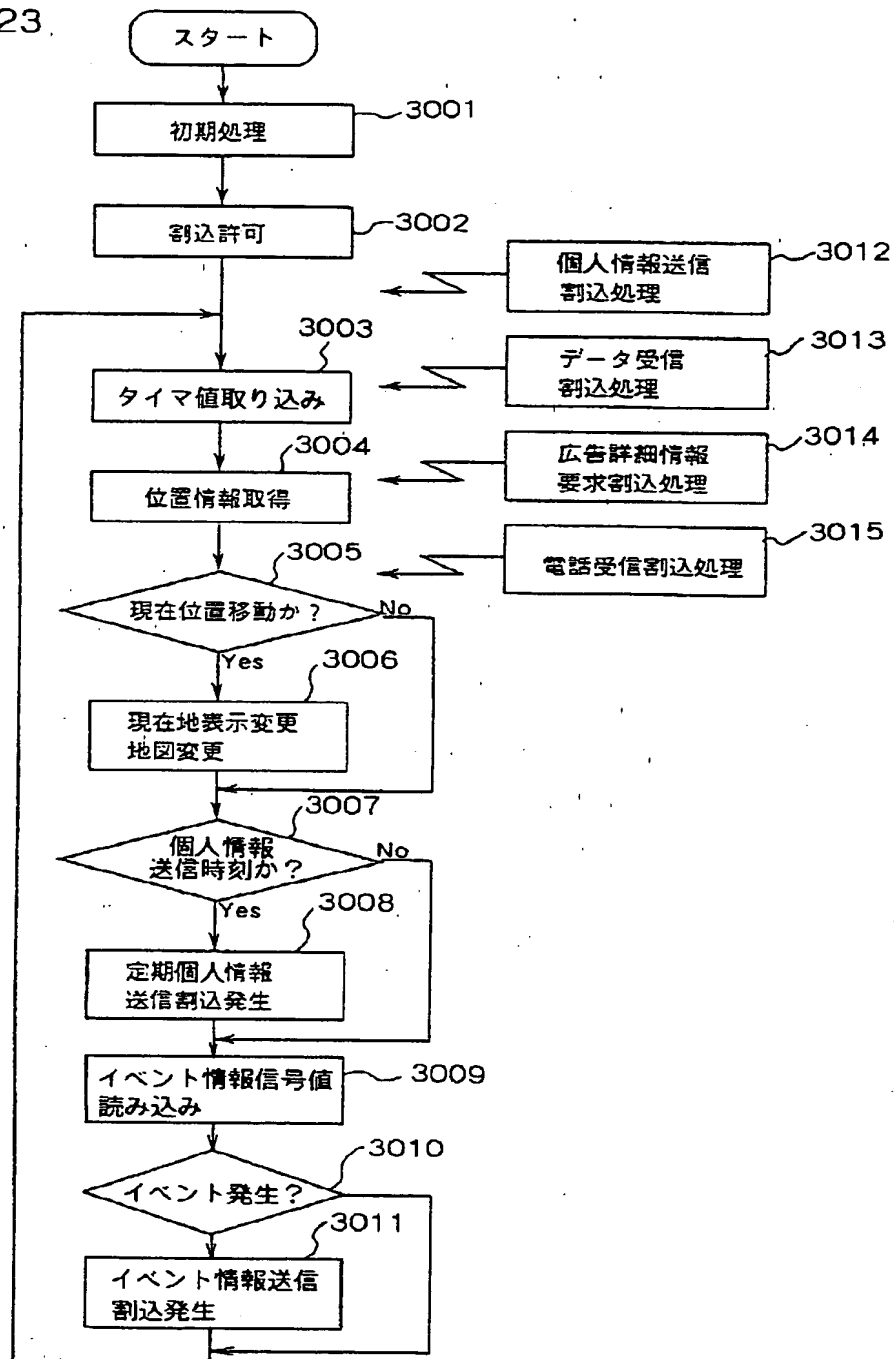 23
スタート
3001
初期処理
3002
割込許可
3012
個人情報送信
割込処理
3003
タイマ値取り込み
3013
データ受信
割込処理
3004
位置情報取得
3014
広告詳細情報
要求割込処理
3005
現在位置移動か？
No
Yes
3015
電話受信割込処理
3006
現在地表示変更
地図変更
3007
個人情報
送信時刻か？
No
Yes
3008
定期個人情報
送信割込発生
3009
イベント情報信号値
読み込み
3010
イベント発生？
3011
イベント情報送信
割込発生